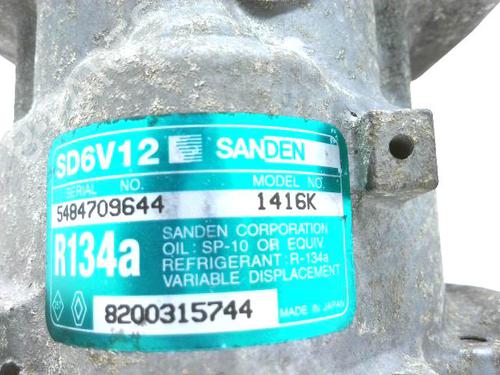 SD6V12 SANDEN
SERIAL NO. MODEL NO.
5484709644 1416K
R134a
SANDEN CORPORATION
OIL: SP-10 OR EQUIV
REFRIGERANT: R-134a
VARIABLE DISPLACEMENT
8200315744 MADE IN JAPAN